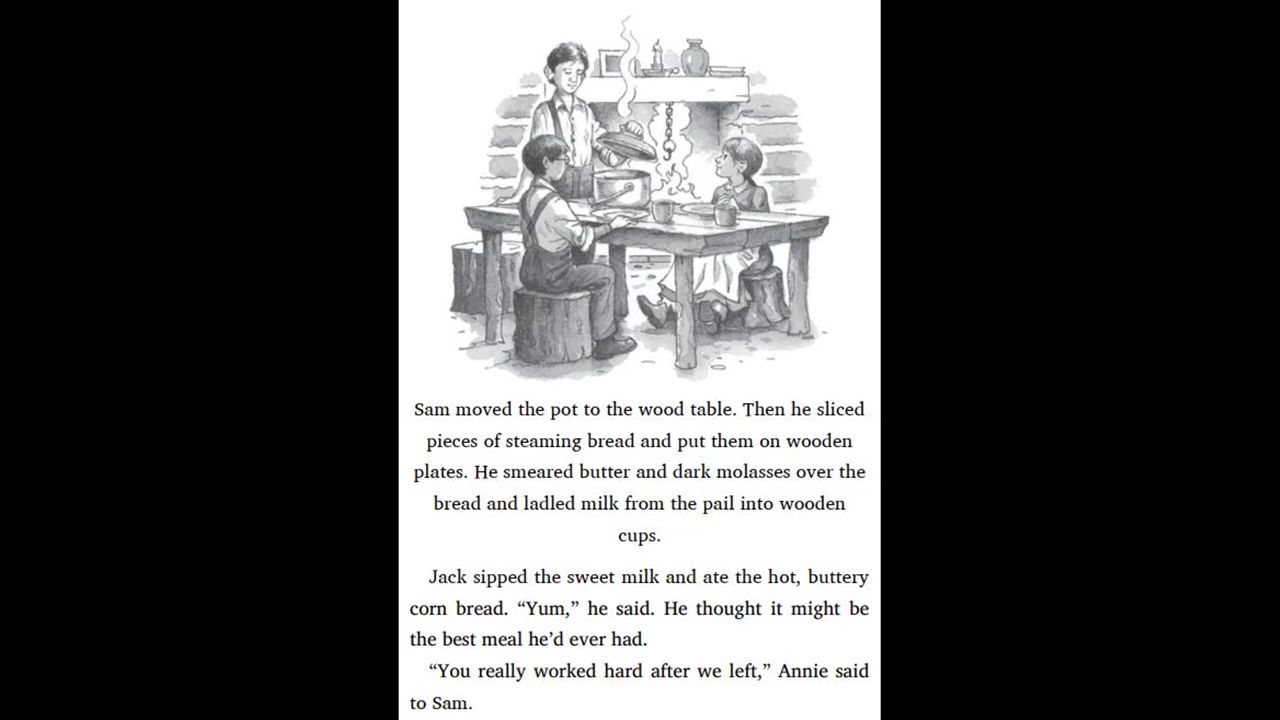 Sam moved the pot to the wood table. Then he sliced
pieces of steaming bread and put them on wooden
plates. He smeared butter and dark molasses over the
bread and ladled milk from the pail into wooden
cups.
Jack sipped the sweet milk and ate the hot, buttery
corn bread. “Yum,” he said. He thought it might be
the best meal he’d ever had.
“You really worked hard after we left,” Annie said
to Sam.